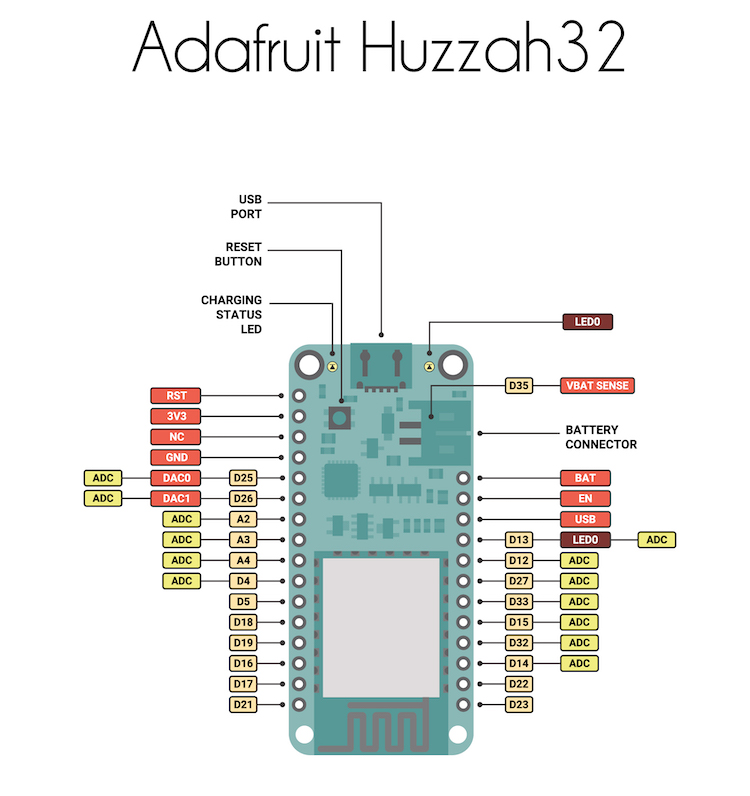 Adafruit Huzzah32
USB
PORT
RESET
BUTTON
CHARGING
STATUS
LED
LED0
D35 VBAT SENSE
BATTERY
CONNECTOR
RST
3V3
NC
GND
ADC DAC0 D25
ADC DAC1 D26
ADC A2
ADC A3
ADC A4
ADC D4
D5
D18
D19
D16
D17
D21
BAT
EN
USB
D13 LED0 ADC
D12 ADC
D27 ADC
D33 ADC
D15 ADC
D32 ADC
D14 ADC
D22
D23